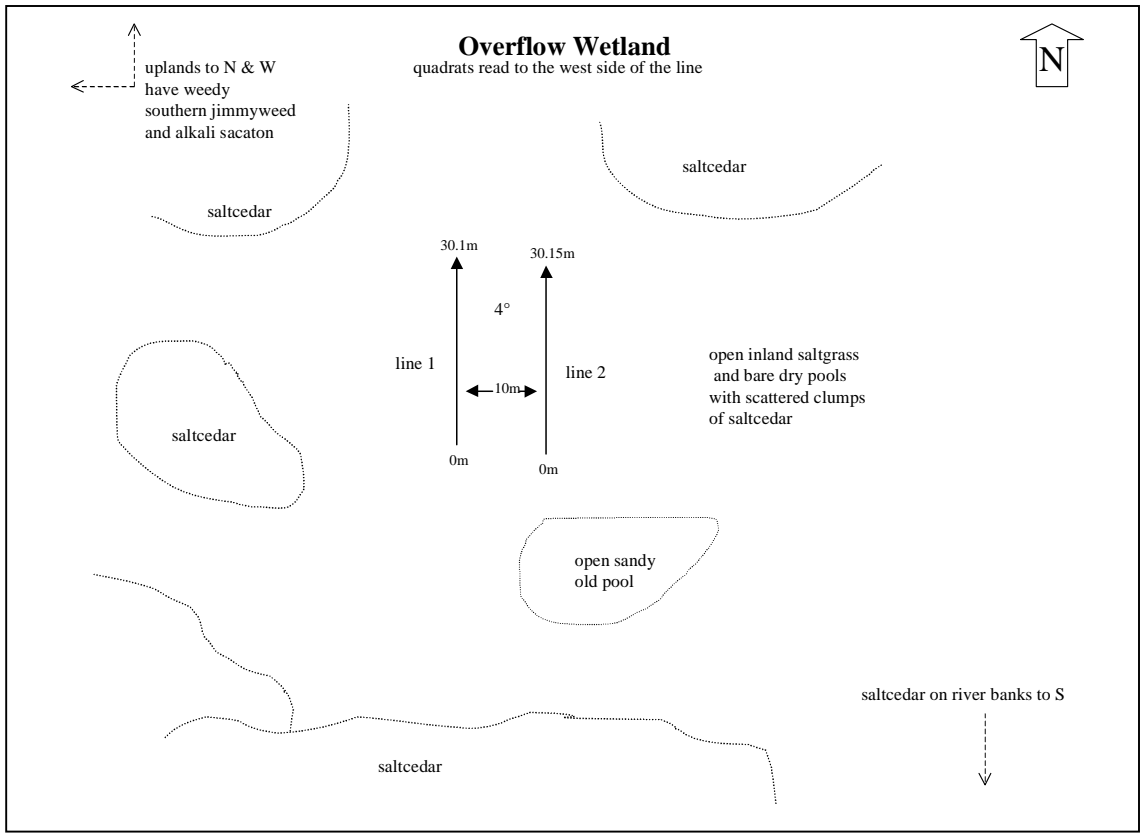 Overflow Wetland
quadrats read to the west side of the line
N
uplands to N & W
have weedy
southern jimmyweed
and alkali sacaton
saltcedar
saltcedar
30.1m
30.15m
4°
line 1
10m
line 2
0m
0m
open inland saltgrass
and bare dry pools
with scattered clumps
of saltcedar
saltcedar
open sandy
old pool
saltcedar on river banks to S
saltcedar